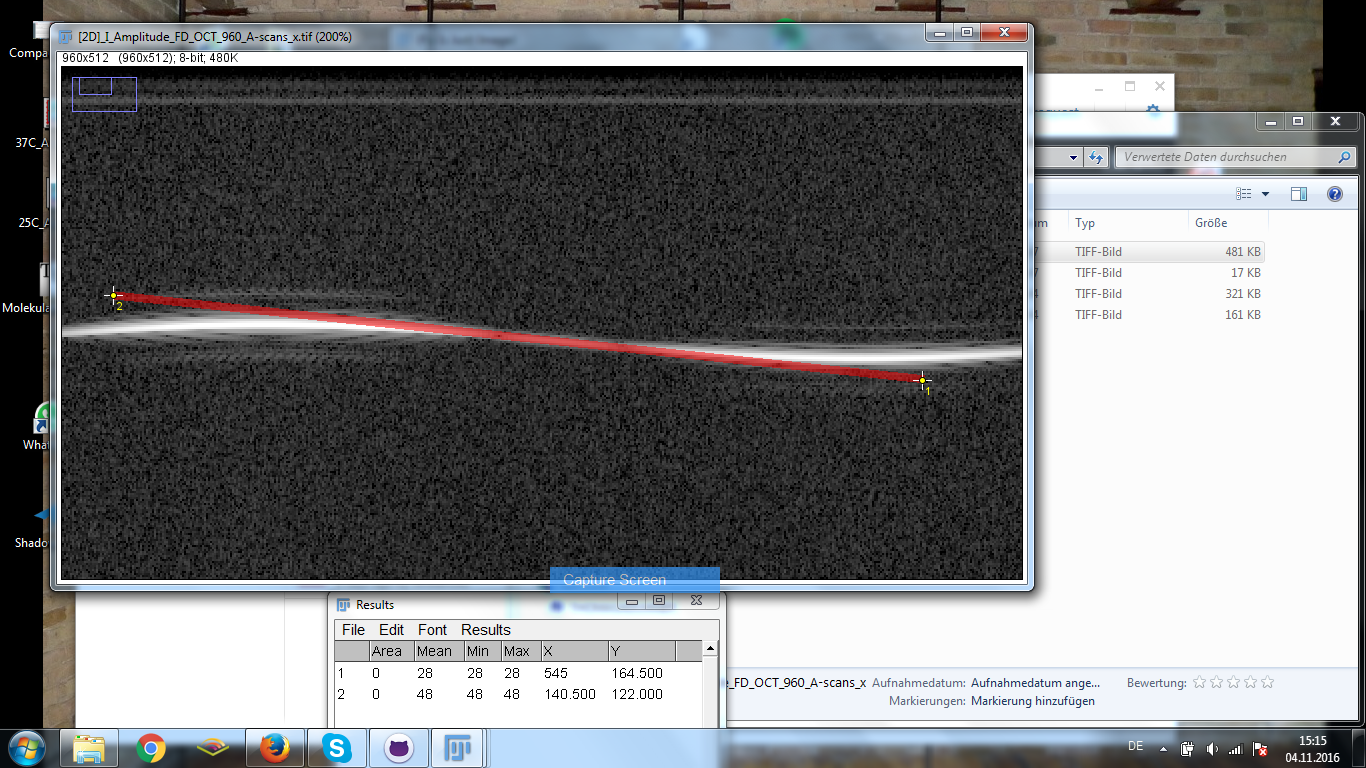 [2D]_I_Amplitude_FD_OCT_960_A-scans_x.tif (200%)
960x512 (960x512); 8-bit; 480K
Compa
37C_A
25C_A
Molekula
What
Shado
2
1
Verwertete Daten durchsuchen
Typ Größe
TIFF-Bild 481 KB
TIFF-Bild 17 KB
TIFF-Bild 321 KB
TIFF-Bild 161 KB
Capture Screen
Results
File Edit Font Results
Area Mean Min Max X Y
1 0 28 28 28 545 164.500
2 0 48 48 48 140.500 122.000
_FD_OCT_960_A-scans_x Aufnahmedatum: Aufnahmedatum ange... Bewertung:
Markierungen: Markierung hinzufügen
DE
15:15
04.11.2016